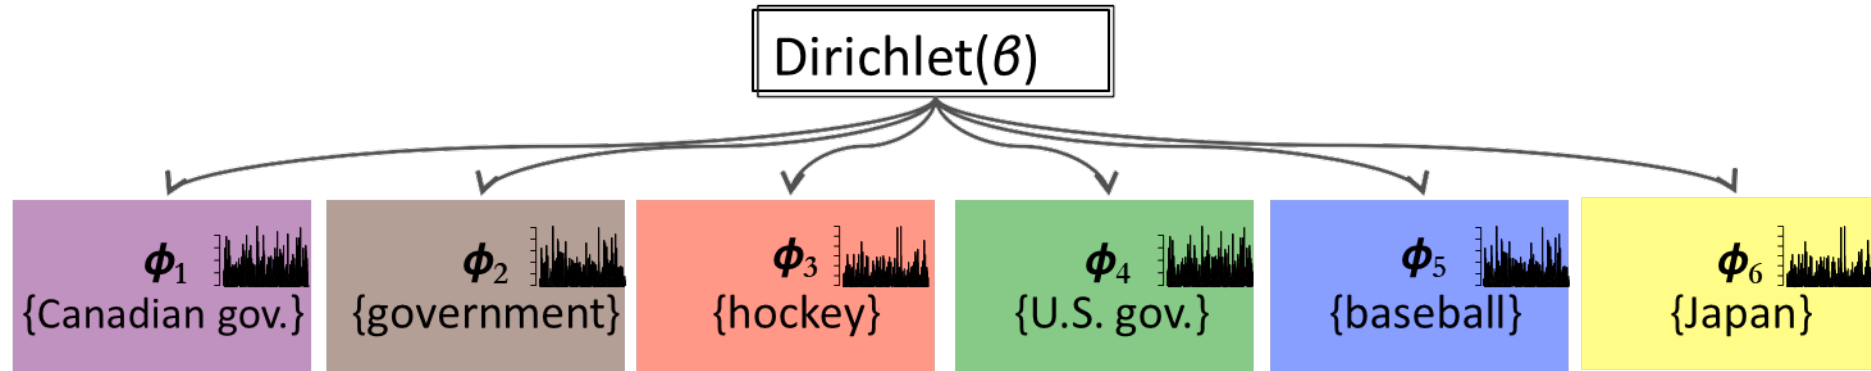 Dirichlet(β)
ϕ1
{Canadian gov.}
ϕ2
{government}
ϕ3
{hockey}
ϕ4
{U.S. gov.}
ϕ5
{baseball}
ϕ6
{Japan}